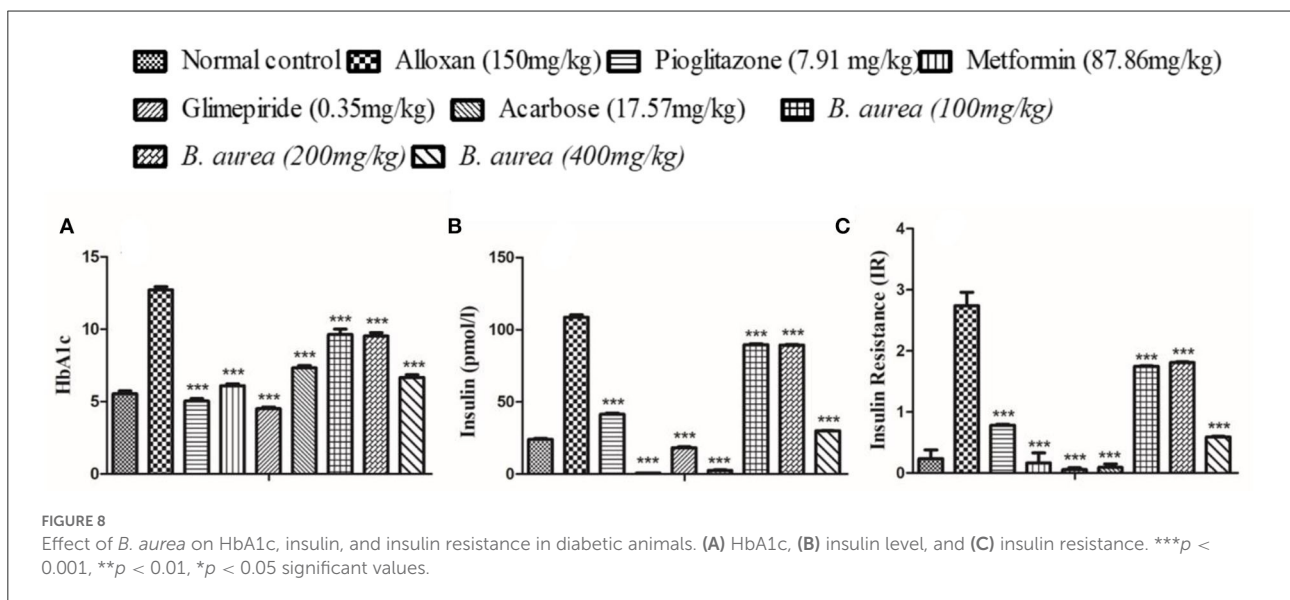 Normal control Alloxan (150mg/kg) Pioglitazone (7.91 mg/kg) Metformin (87.86mg/kg)
Glimepiride (0.35mg/kg) Acarbose (17.57mg/kg) B. aurea (100mg/kg)
B. aurea (200mg/kg) B. aurea (400mg/kg)
A
HbA1c
15
10
5
0
*** *** *** *** *** *** ***
B
Insulin (pmol/l)
150
100
50
0
*** *** *** *** *** *** ***
C
Insulin Resistance (IR)
4
3
2
1
0
*** *** *** *** *** *** ***
FIGURE 8
Effect of B. aurea on HbA1c, insulin, and insulin resistance in diabetic animals. (A) HbA1c, (B) insulin level, and (C) insulin resistance. ***p <
0.001, **p < 0.01, *p < 0.05 significant values.